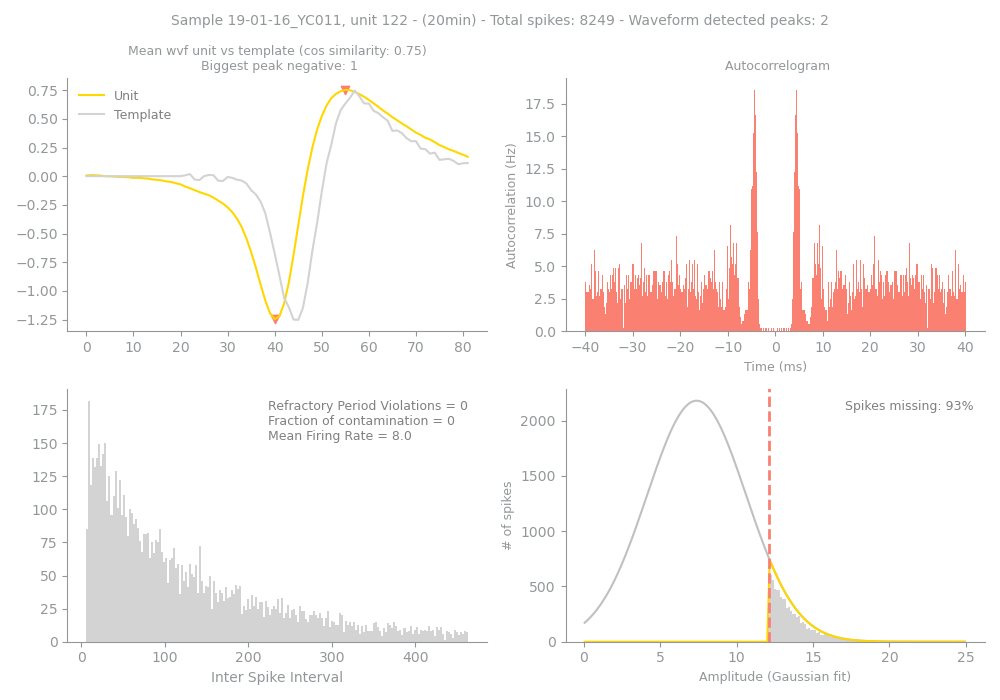 Sample 19-01-16_YC011, unit 122 - (20min) - Total spikes: 8249 - Waveform detected peaks: 2
Mean wvf unit vs template (cos similarity: 0.75)
Biggest peak negative: 1
0.75
0.50
0.25
0.00
−0.25
−0.50
−0.75
−1.00
−1.25
Unit
Template
0 10 20 30 40 50 60 70 80
Autocorrelogram
Autocorrelation (Hz)
17.5
15.0
12.5
10.0
7.5
5.0
2.5
0.0
−40 −30 −20 −10 0 10 20 30 40
Time (ms)
175
150
125
100
75
50
25
0
Refractory Period Violations = 0
Fraction of contamination = 0
Mean Firing Rate = 8.0
0 100 200 300 400
Inter Spike Interval
# of spikes
2000
1500
1000
500
0
Spikes missing: 93%
0 5 10 15 20 25
Amplitude (Gaussian fit)